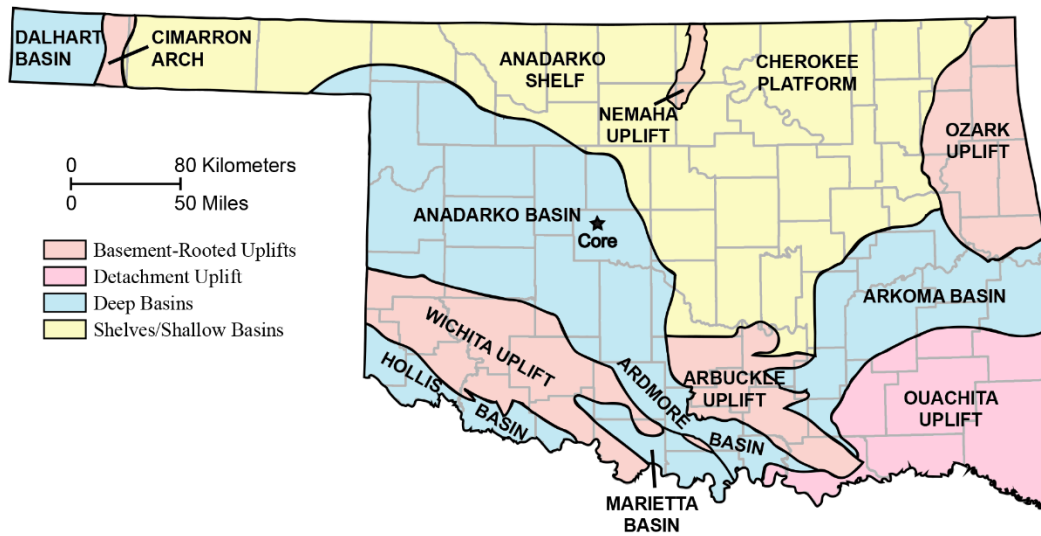 DALHART
BASIN
CIMARRON
ARCH
ANADARKO
SHELF
CHEROKEE
PLATFORM
NEMAHA
UPLIFT
OZARK
UPLIFT
0 80 Kilometers
0 50 Miles
ANADARKO BASIN
Core
Basement-Rooted Uplifts
Detachment Uplift
Deep Basins
Shelves/Shallow Basins
ARKOMA BASIN
WICHITA UPLIFT
HOLLIS
BASIN
ARDMORE
BASIN
ARBUCKLE
UPLIFT
OUACHITA
UPLIFT
MARIETTA
BASIN